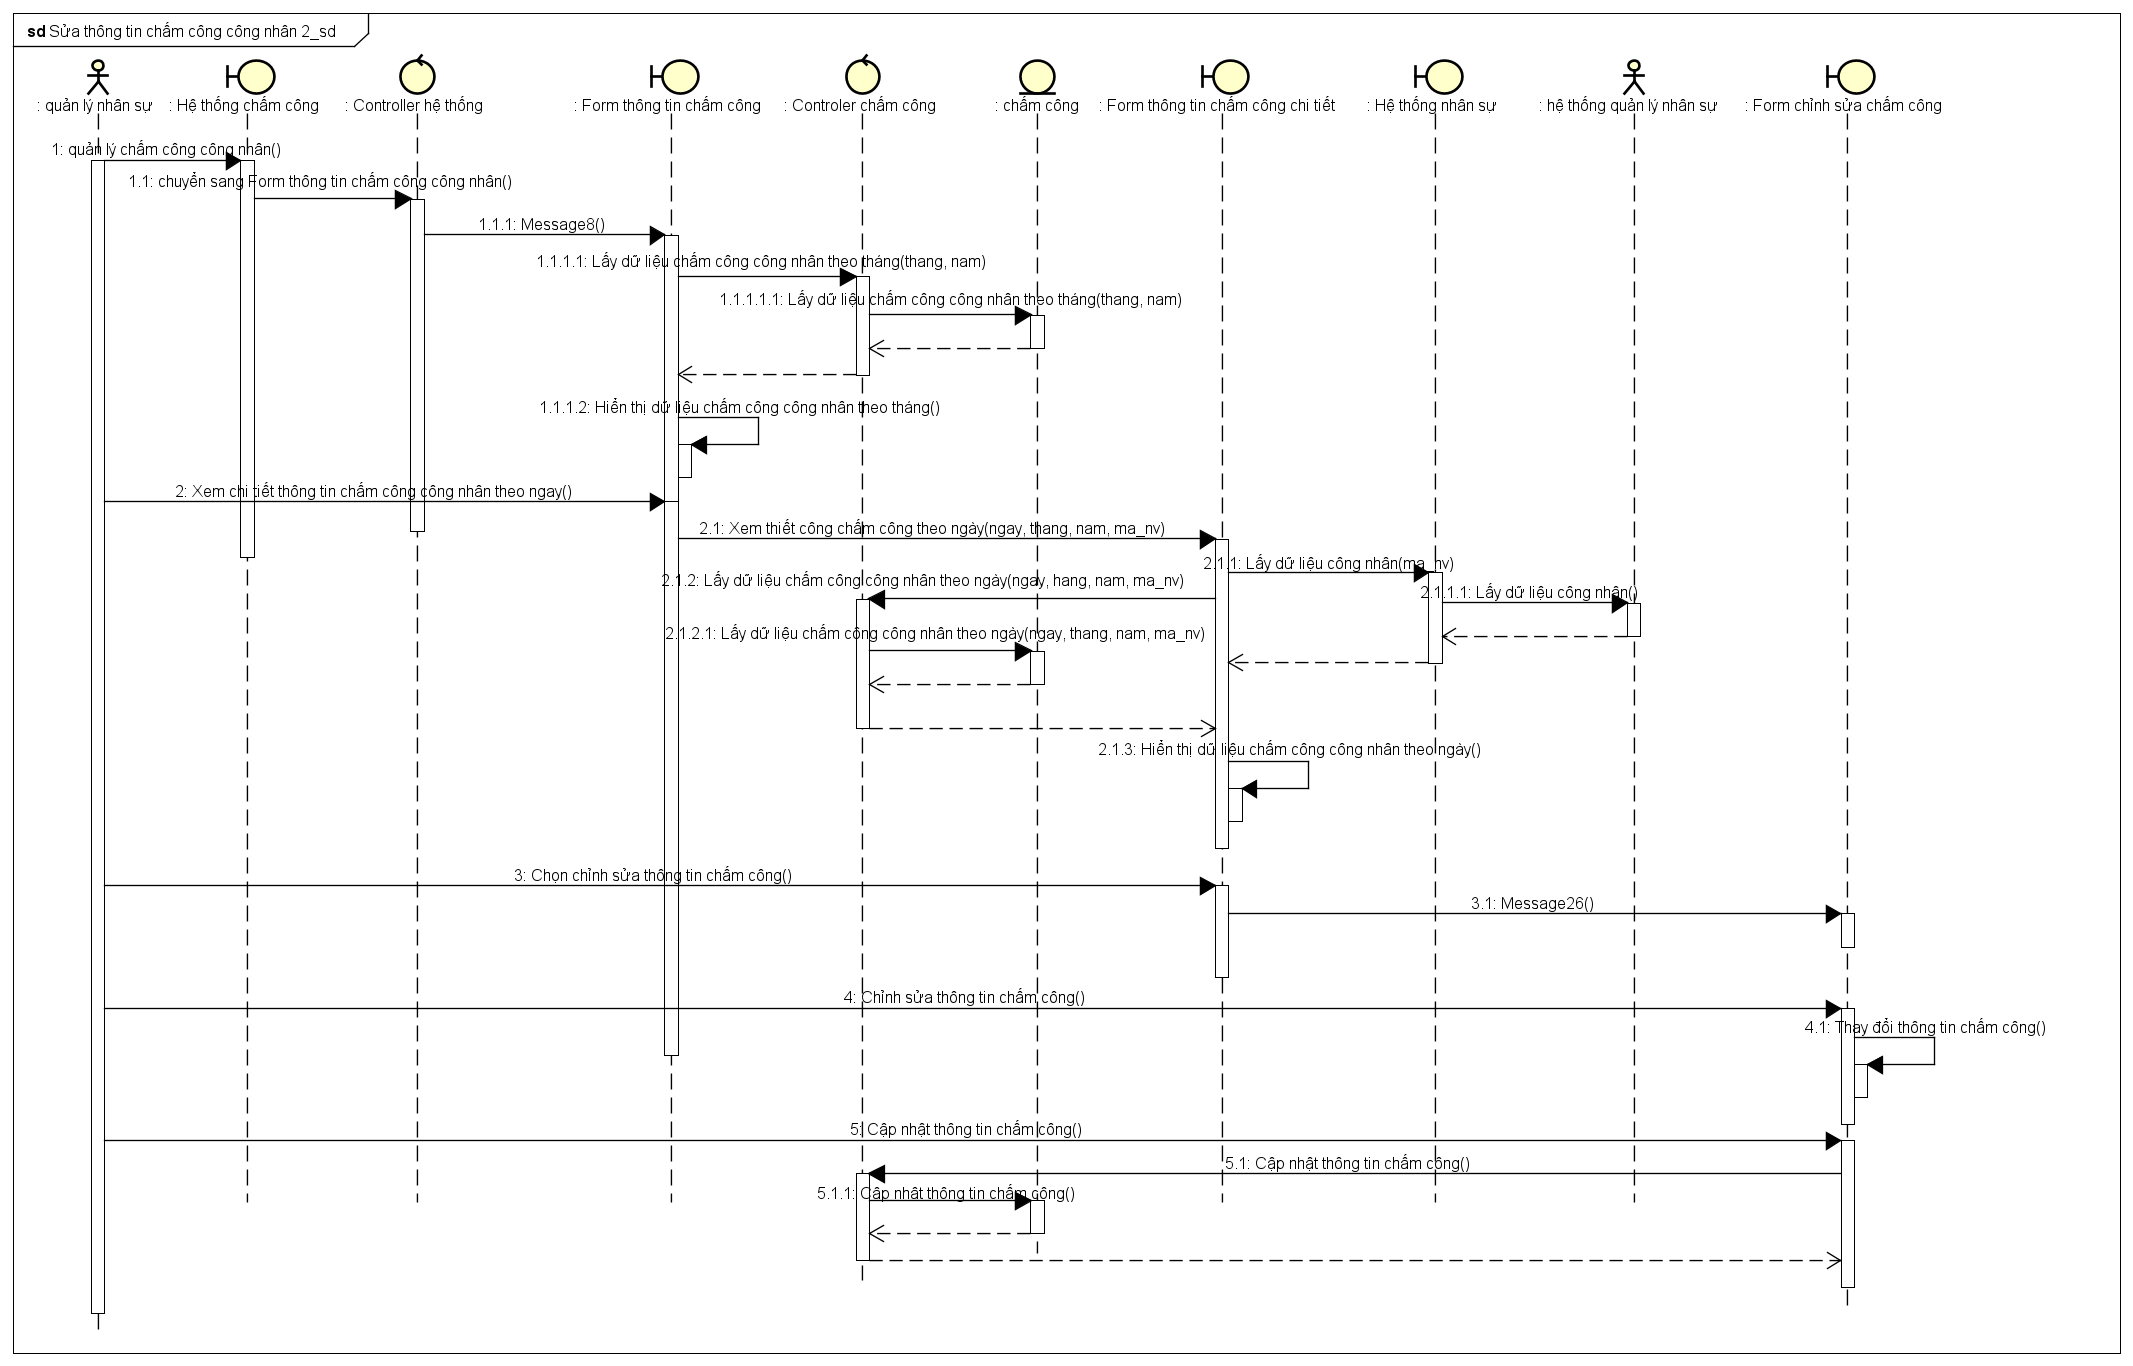 sd Sửa thông tin chấm công công nhân 2_sd
: quản lý nhân sự
: Hệ thống chấm công
: Controller hệ thống
: Form thông tin chấm công
: Controler chấm công
: chấm công
: Form thông tin chấm công chi tiết
: Hệ thống nhân sự
: hệ thống quản lý nhân sự
: Form chỉnh sửa chấm công
1: quản lý chấm công công nhân()
1.1: chuyển sang Form thông tin chấm công công nhân()
1.1.1: Message8()
1.1.1.1: Lấy dữ liệu chấm công công nhân theo tháng(thang, nam)
1.1.1.1.1: Lấy dữ liệu chấm công công nhân theo tháng(thang, nam)
1.1.1.2: Hiển thị dữ liệu chấm công công nhân theo tháng()
2: Xem chi tiết thông tin chấm công công nhân theo ngay()
2.1: Xem thiết công chấm công theo ngày(ngay, thang, nam, ma_nv)
2.1.1: Lấy dữ liệu công nhân(ma_nv)
2.1.2: Lấy dữ liệu chấm công công nhân theo ngày(ngay, hang, nam, ma_nv)
2.1.1.1: Lấy dữ liệu công nhân()
2.1.2.1: Lấy dữ liệu chấm công công nhân theo ngày(ngay, thang, nam, ma_nv)
2.1.3: Hiển thị dữ liệu chấm công công nhân theo ngày()
3: Chọn chỉnh sửa thông tin chấm công()
3.1: Message26()
4: Chỉnh sửa thông tin chấm công()
4.1: Thay đổi thông tin chấm công()
5: Cập nhật thông tin chấm công()
5.1: Cập nhật thông tin chấm công()
5.1.1: Cập nhật thông tin chấm công()